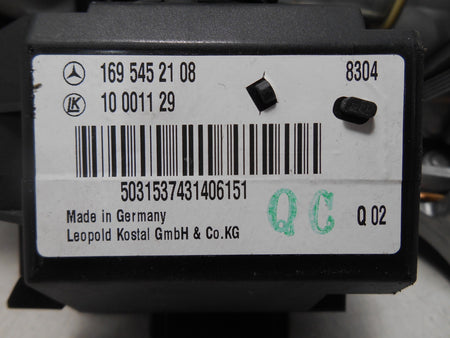 169 545 21 08 8304
LK 10 0011 29
5031537431406151
Made in Germany
Leopold Kostal GmbH & Co.KG
QC Q 02